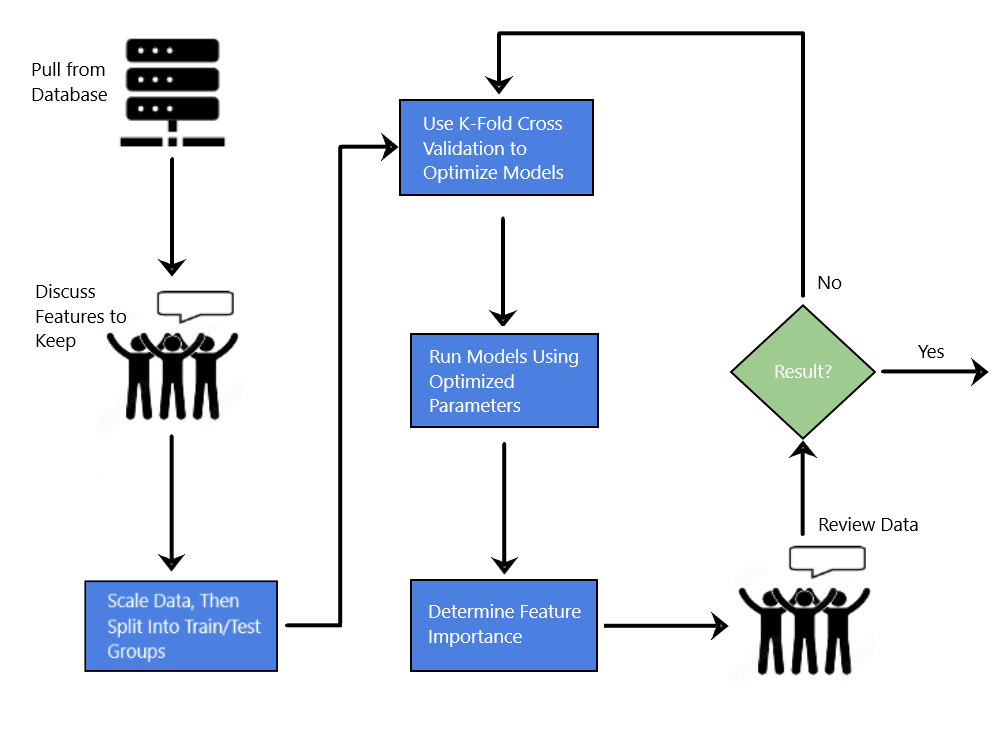 Pull from
Database
Discuss
Features to
Keep
Scale Data, Then
Split Into Train/Test
Groups
Use K-Fold Cross
Validation to
Optimize Models
Run Models Using
Optimized
Parameters
Determine Feature
Importance
Review Data
Result?
No
Yes